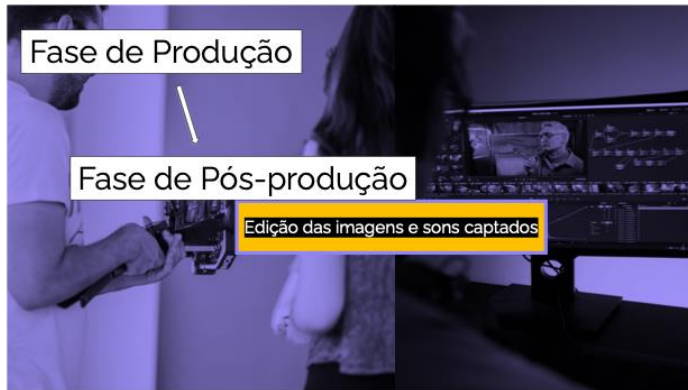 Fase de Produção
Fase de Pós-produção
Edição das imagens e sons captados